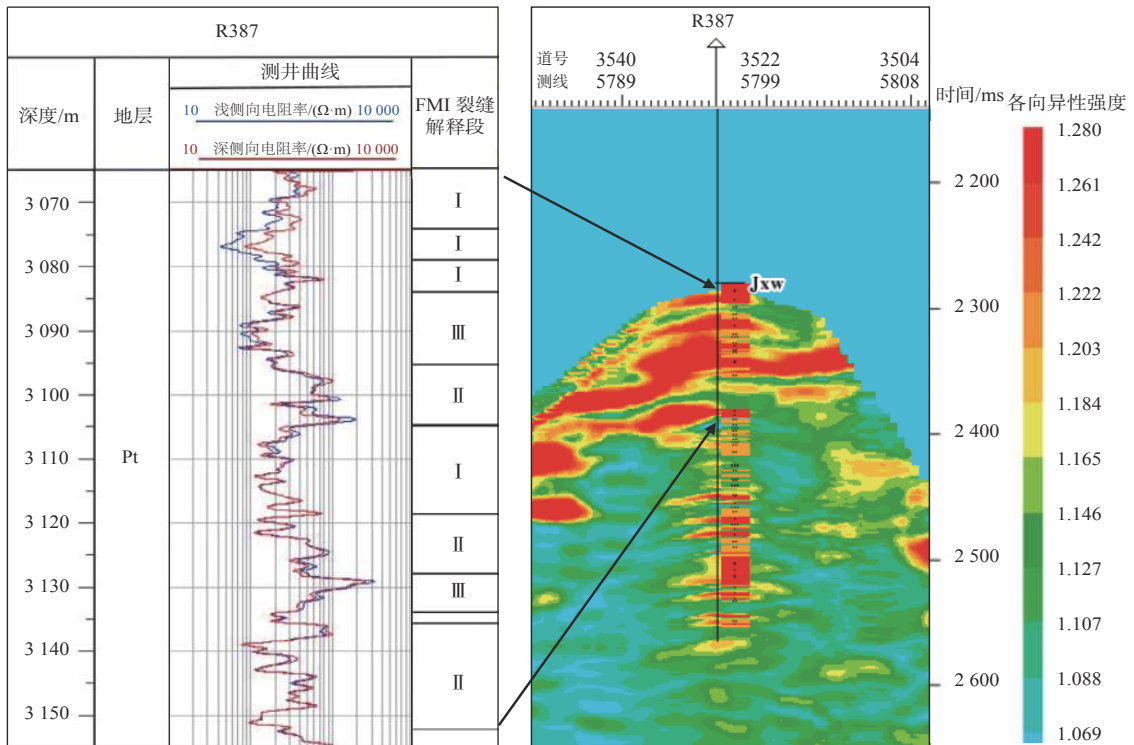 R387
测井曲线
深度/m
地层
10 浅侧向电阻率/(Ω·m) 10 000
10 深侧向电阻率/(Ω·m) 10 000
FMI 裂缝
解释段
3 070
3 080
3 090
3 100
3 110
3 120
3 130
3 140
3 150
Pt
I
I
I
III
II
I
II
III
II
R387
道号 3540 3522 3504
测线 5789 5799 5808
时间/ms
Jxw
2 200
2 300
2 400
2 500
2 600
各向异性强度
1.280
1.261
1.242
1.222
1.203
1.184
1.165
1.146
1.127
1.107
1.088
1.069